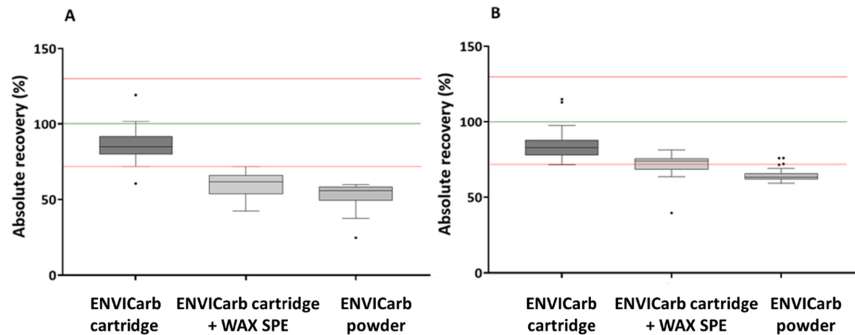 A
Absolute recovery (%)
150
100
50
0
ENVICarb
cartridge
ENVICarb cartridge
+ WAX SPE
ENVICarb
powder
B
Absolute recovery (%)
150
100
50
0
ENVICarb
cartridge
ENVICarb cartridge
+ WAX SPE
ENVICarb
powder